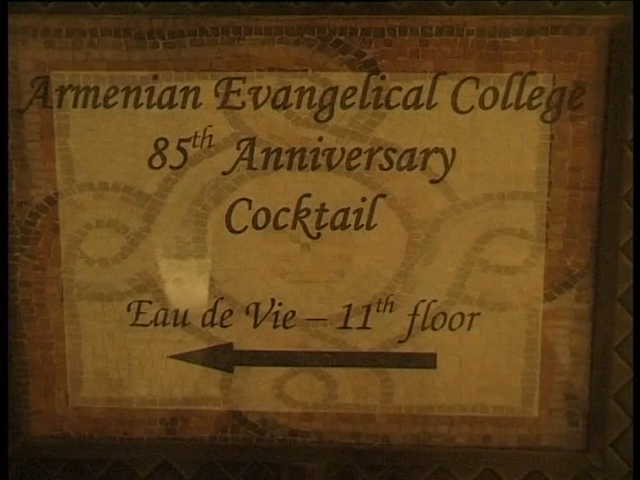 Armenian Evangelical College
85th Anniversary
Cocktail
Eau de Vie – 11th floor